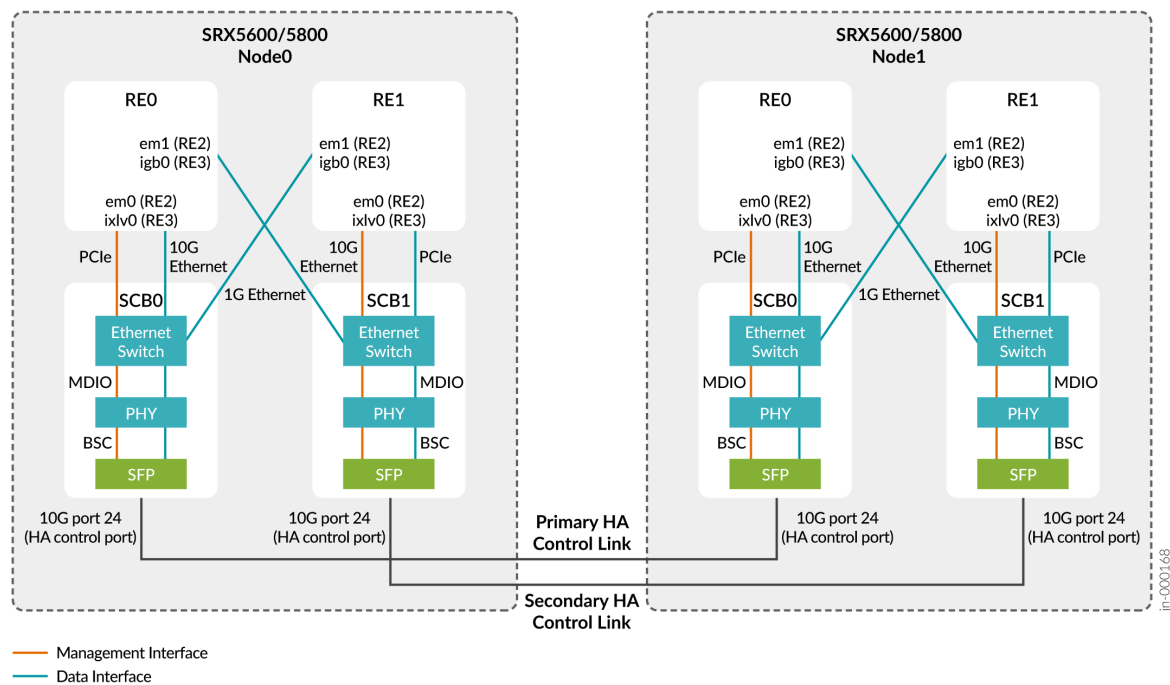 SRX5600/5800
Node0
RE0
em1 (RE2)
igb0 (RE3)
em0 (RE2)
ixlv0 (RE3)
RE1
em1 (RE2)
igb0 (RE3)
em0 (RE2)
ixlv0 (RE3)
PCIe
10G
Ethernet
1G Ethernet
10G
Ethernet
PCIe
SCB0
Ethernet
Switch
MDIO
PHY
BSC
SFP
SCB1
Ethernet
Switch
MDIO
PHY
BSC
SFP
10G port 24
(HA control port)
10G port 24
(HA control port)
Primary HA
Control Link
Secondary HA
Control Link
SRX5600/5800
Node1
RE0
em1 (RE2)
igb0 (RE3)
em0 (RE2)
ixlv0 (RE3)
RE1
em1 (RE2)
igb0 (RE3)
em0 (RE2)
ixlv0 (RE3)
PCIe
10G
Ethernet
1G Ethernet
10G
Ethernet
PCIe
SCB0
Ethernet
Switch
MDIO
PHY
BSC
SFP
SCB1
Ethernet
Switch
MDIO
PHY
BSC
SFP
10G port 24
(HA control port)
10G port 24
(HA control port)
jn-000168
Management Interface
Data Interface